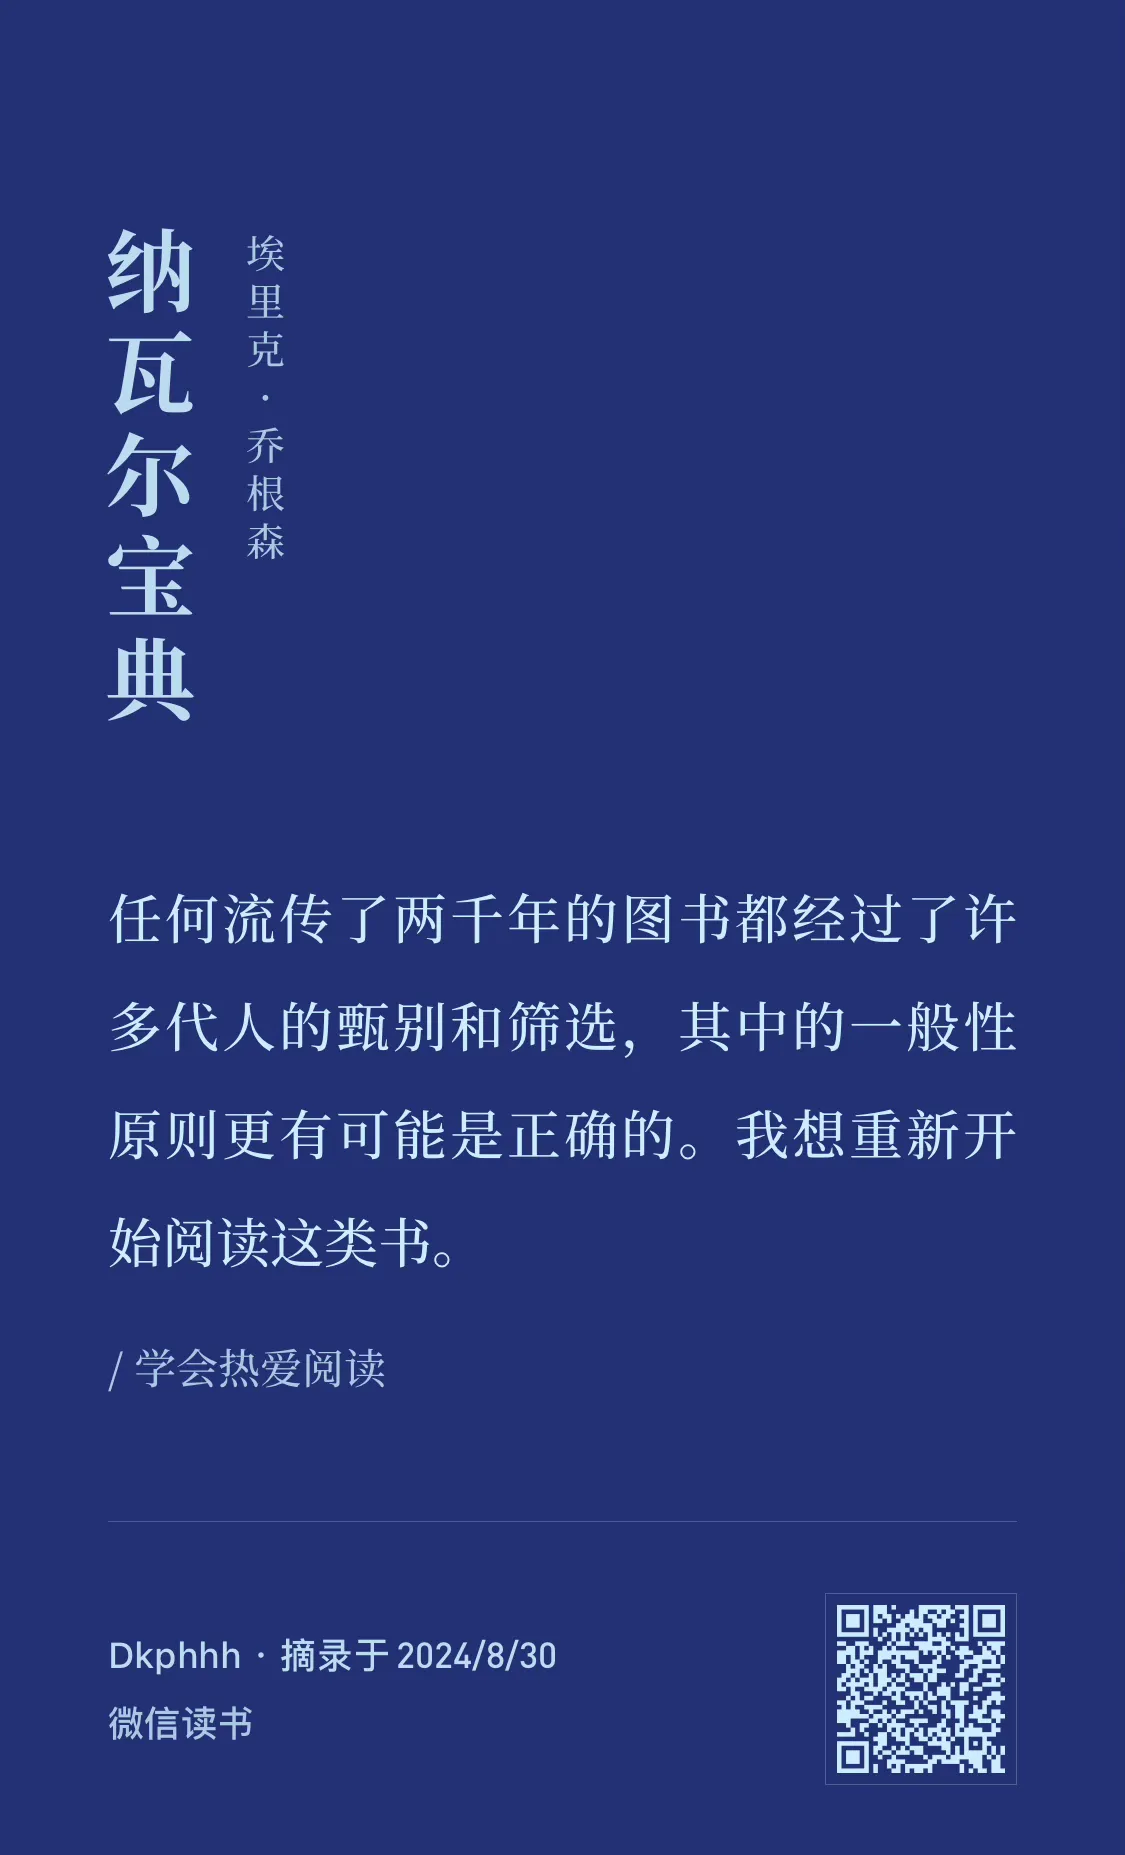 纳瓦尔宝典
埃里克·乔根森
任何流传了两千年的图书都经过了许
多代人的甄别和筛选，其中的一般性
原则更有可能是正确的。我想重新开
始阅读这类书。
/ 学会热爱阅读
Dkphhh · 摘录于 2024/8/30
微信读书